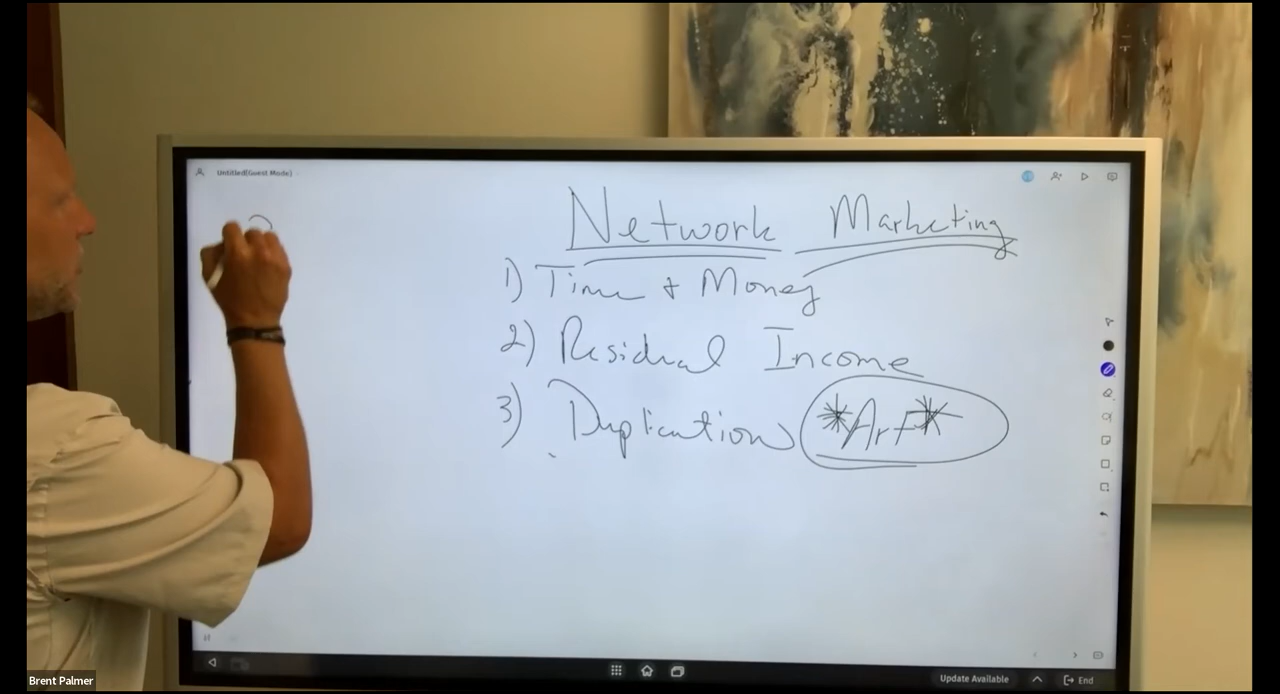 Untitled(Guest Mode)
Network Marketing
1) Time + Money
2) Residual Income
3) Duplication *Art*
Update Available
End
Brent Palmer